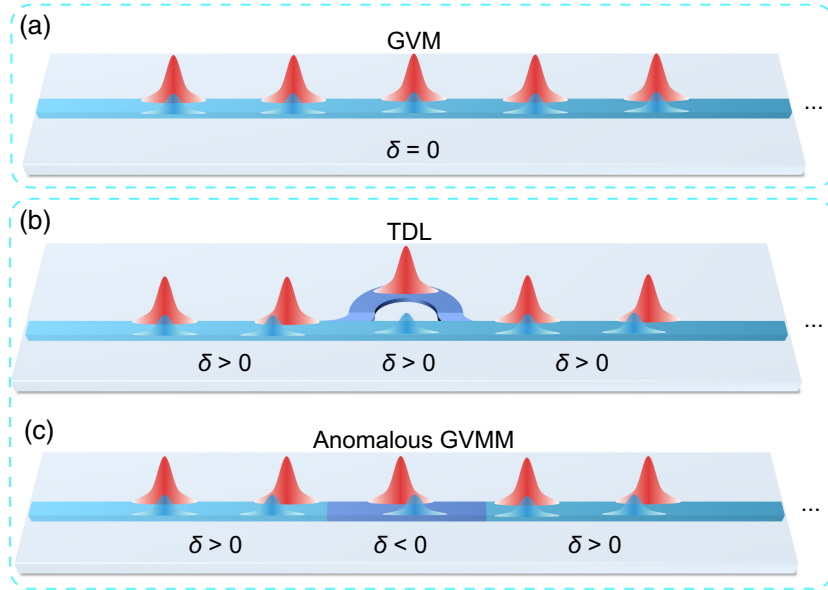 (a)
GVM
...
δ = 0
(b)
TDL
...
δ > 0 δ > 0 δ > 0
(c)
Anomalous GVMM
...
δ > 0 δ < 0 δ > 0